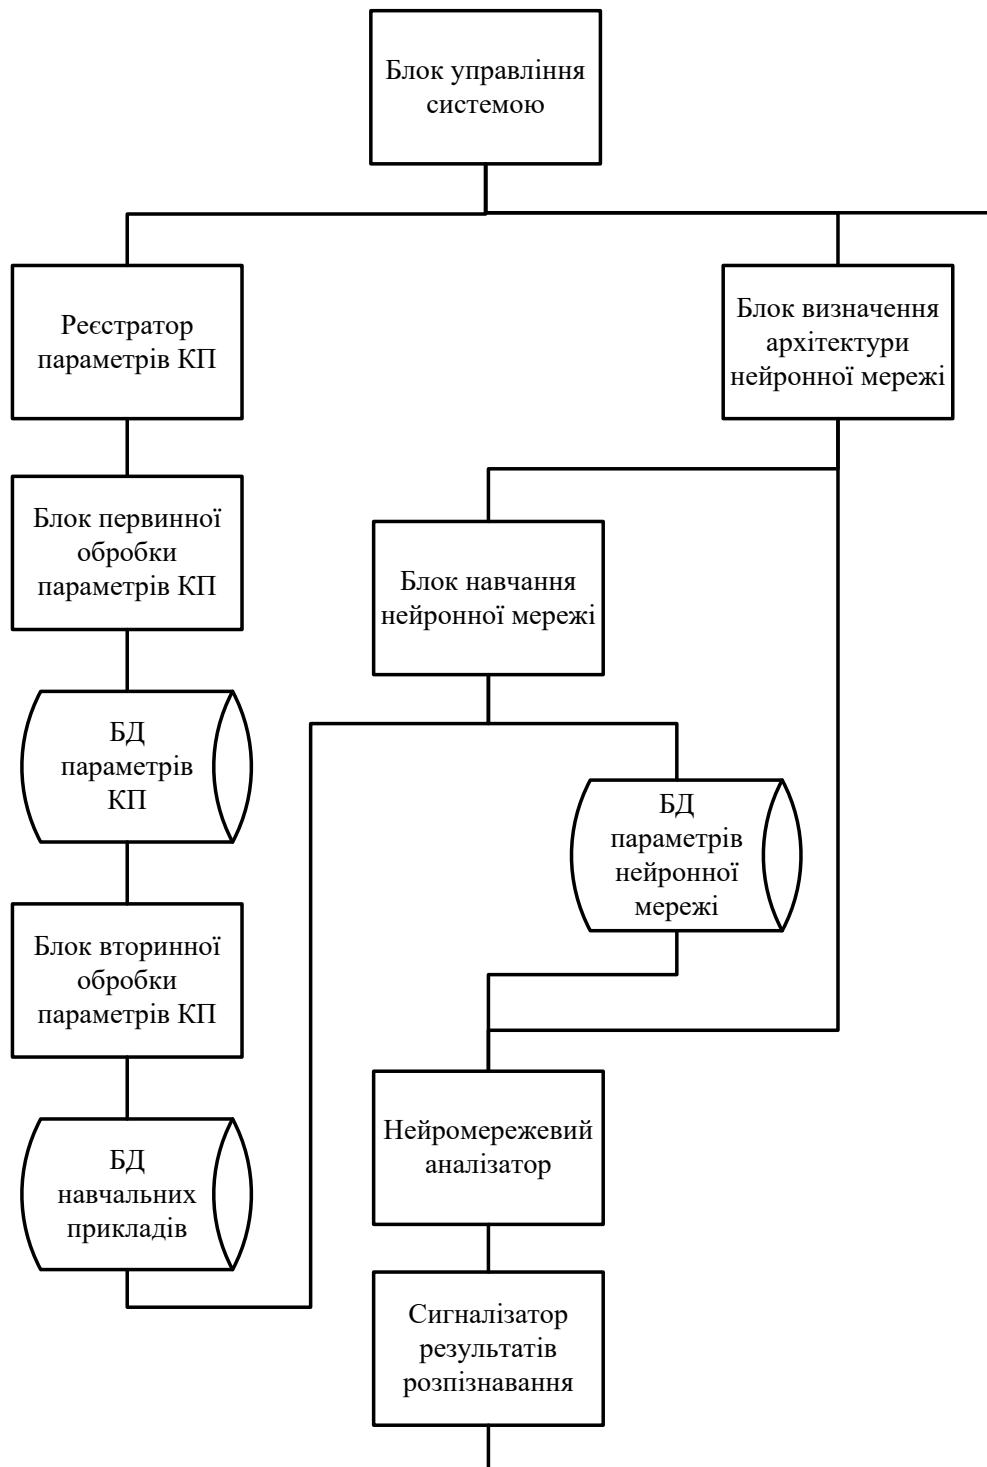 Блок управління
системою
Реєстратор
параметрів КП
Блок визначення
архітектури
нейронної мережі
Блок первинної
обробки
параметрів КП
Блок навчання
нейронної мережі
БД
параметрів
КП
БД
параметрів
нейронної
мережі
Блок вторинної
обробки
параметрів КП
Нейромережевий
аналізатор
БД
навчальних
прикладів
Сигналізатор
результатів
розпізнавання